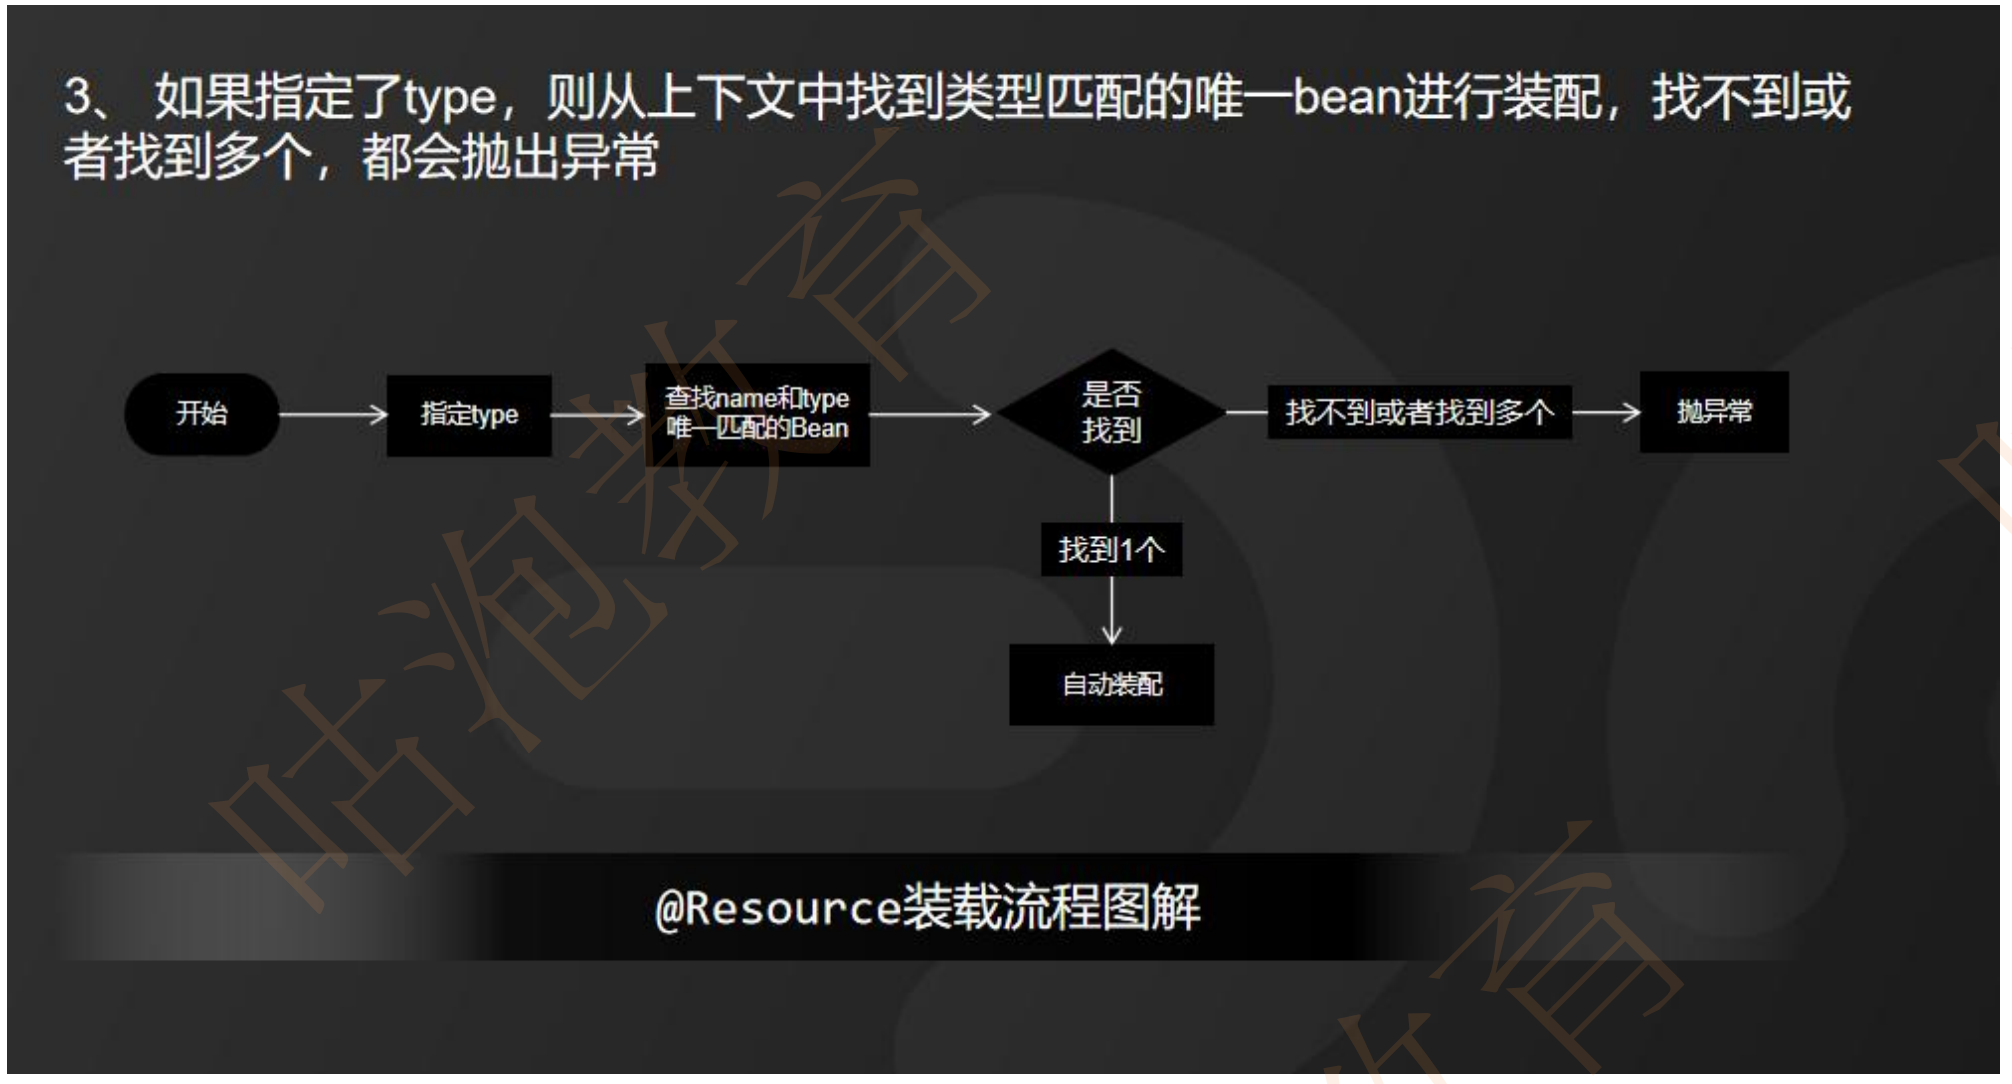 3、 如果指定了type，则从上下文中找到类型匹配的唯一bean进行装配，找不到或
者找到多个，都会抛出异常
开始
指定type
查找name和type
唯一匹配的Bean
是否
找到
找不到或者找到多个
抛异常
找到1个
自动装配
@Resource装载流程图解
咕泡教育
教育